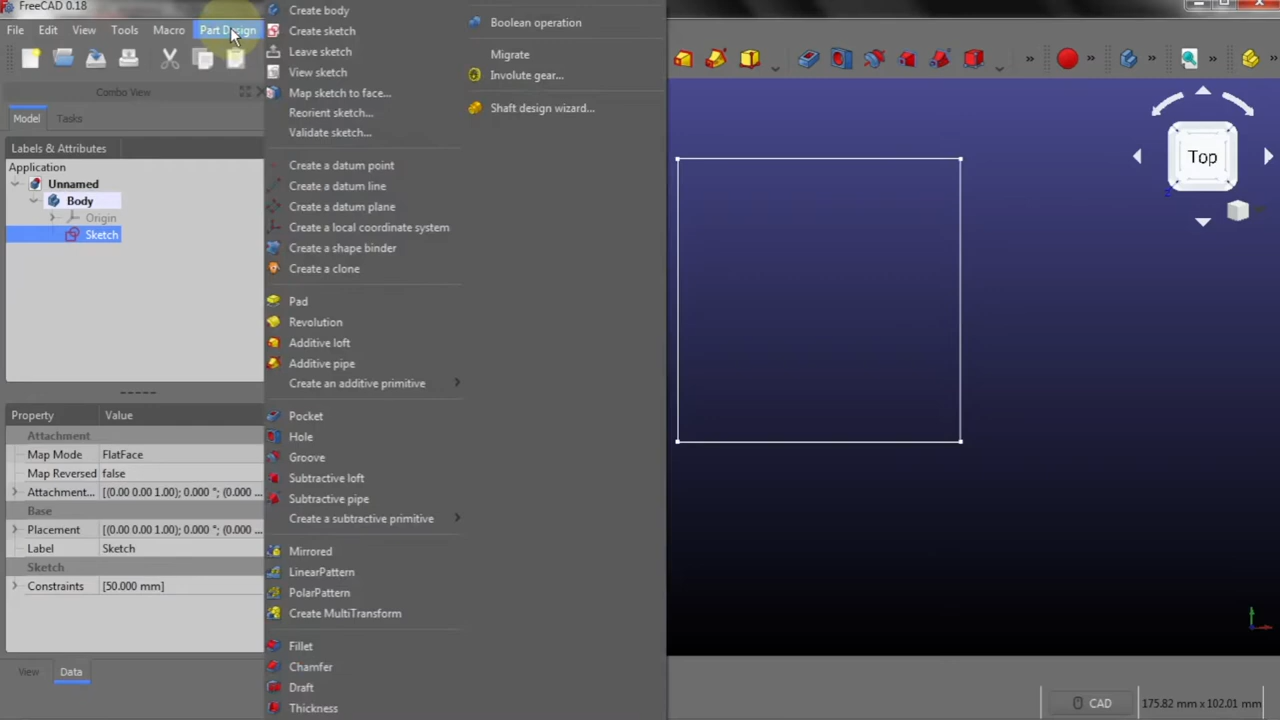 FreeCAD 0.18
File Edit View Tools Macro Part Design
Combo View
Model Tasks
Labels & Attributes
Application
Unnamed
Body
Origin
Sketch
Property Value
Attachment
Map Mode FlatFace
Map Reversed false
Attachment... [(0.00 0.00 1.00); 0.000 °; (0.000 ...
Base
Placement [(0.00 0.00 1.00); 0.000 °; (0.000 ...
Label Sketch
Sketch
Constraints [50.000 mm]
View Data
Create body
Create sketch
Leave sketch
View sketch
Map sketch to face...
Reorient sketch...
Validate sketch...
Create a datum point
Create a datum line
Create a datum plane
Create a local coordinate system
Create a shape binder
Create a clone
Pad
Revolution
Additive loft
Additive pipe
Create an additive primitive
Pocket
Hole
Groove
Subtractive loft
Subtractive pipe
Create a subtractive primitive
Mirrored
LinearPattern
PolarPattern
Create MultiTransform
Fillet
Chamfer
Draft
Thickness
Boolean operation
Migrate
Involute gear...
Shaft design wizard...
Top
Z
CAD
175.82 mm x 102.01 mm